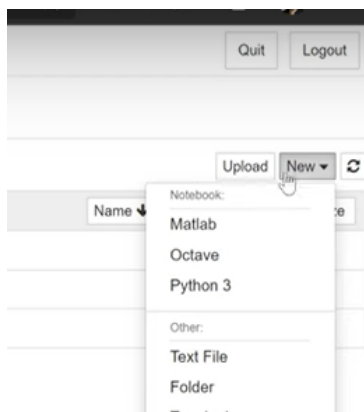 Quit Logout
Upload New
Notebook:
Name
Matlab
Octave
Python 3
Other:
Text File
Folder